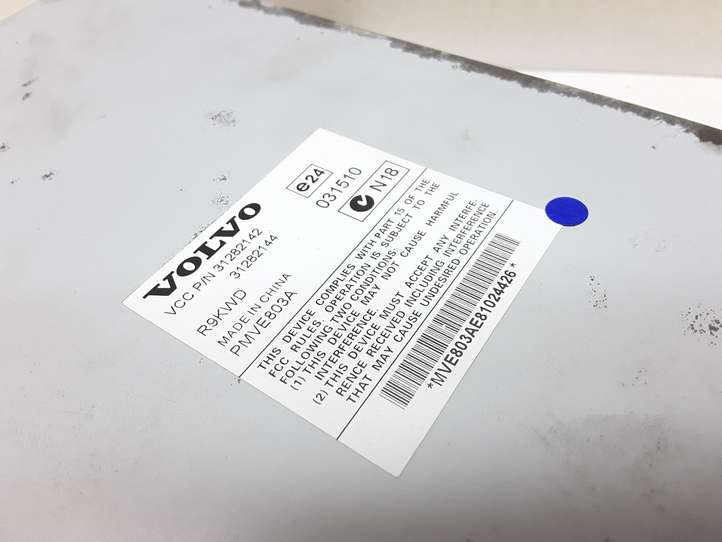 VOLVO
VCC P/N 31282142
31282144
R9KWD
MADE IN CHINA
PMVE803A
e24
031510
N18
THIS DEVICE COMPLIES WITH PART 15 OF THE
FCC RULES. OPERATION IS SUBJECT TO THE
FOLLOWING TWO CONDITIONS:
(1) THIS DEVICE MAY NOT CAUSE HARMFUL
INTERFERENCE.
(2) THIS DEVICE MUST ACCEPT ANY INTERFE-
RENCE RECEIVED INCLUDING INTERFERENCE
THAT MAY CAUSE UNDESIRED OPERATION.
*MVE803AE81024426*